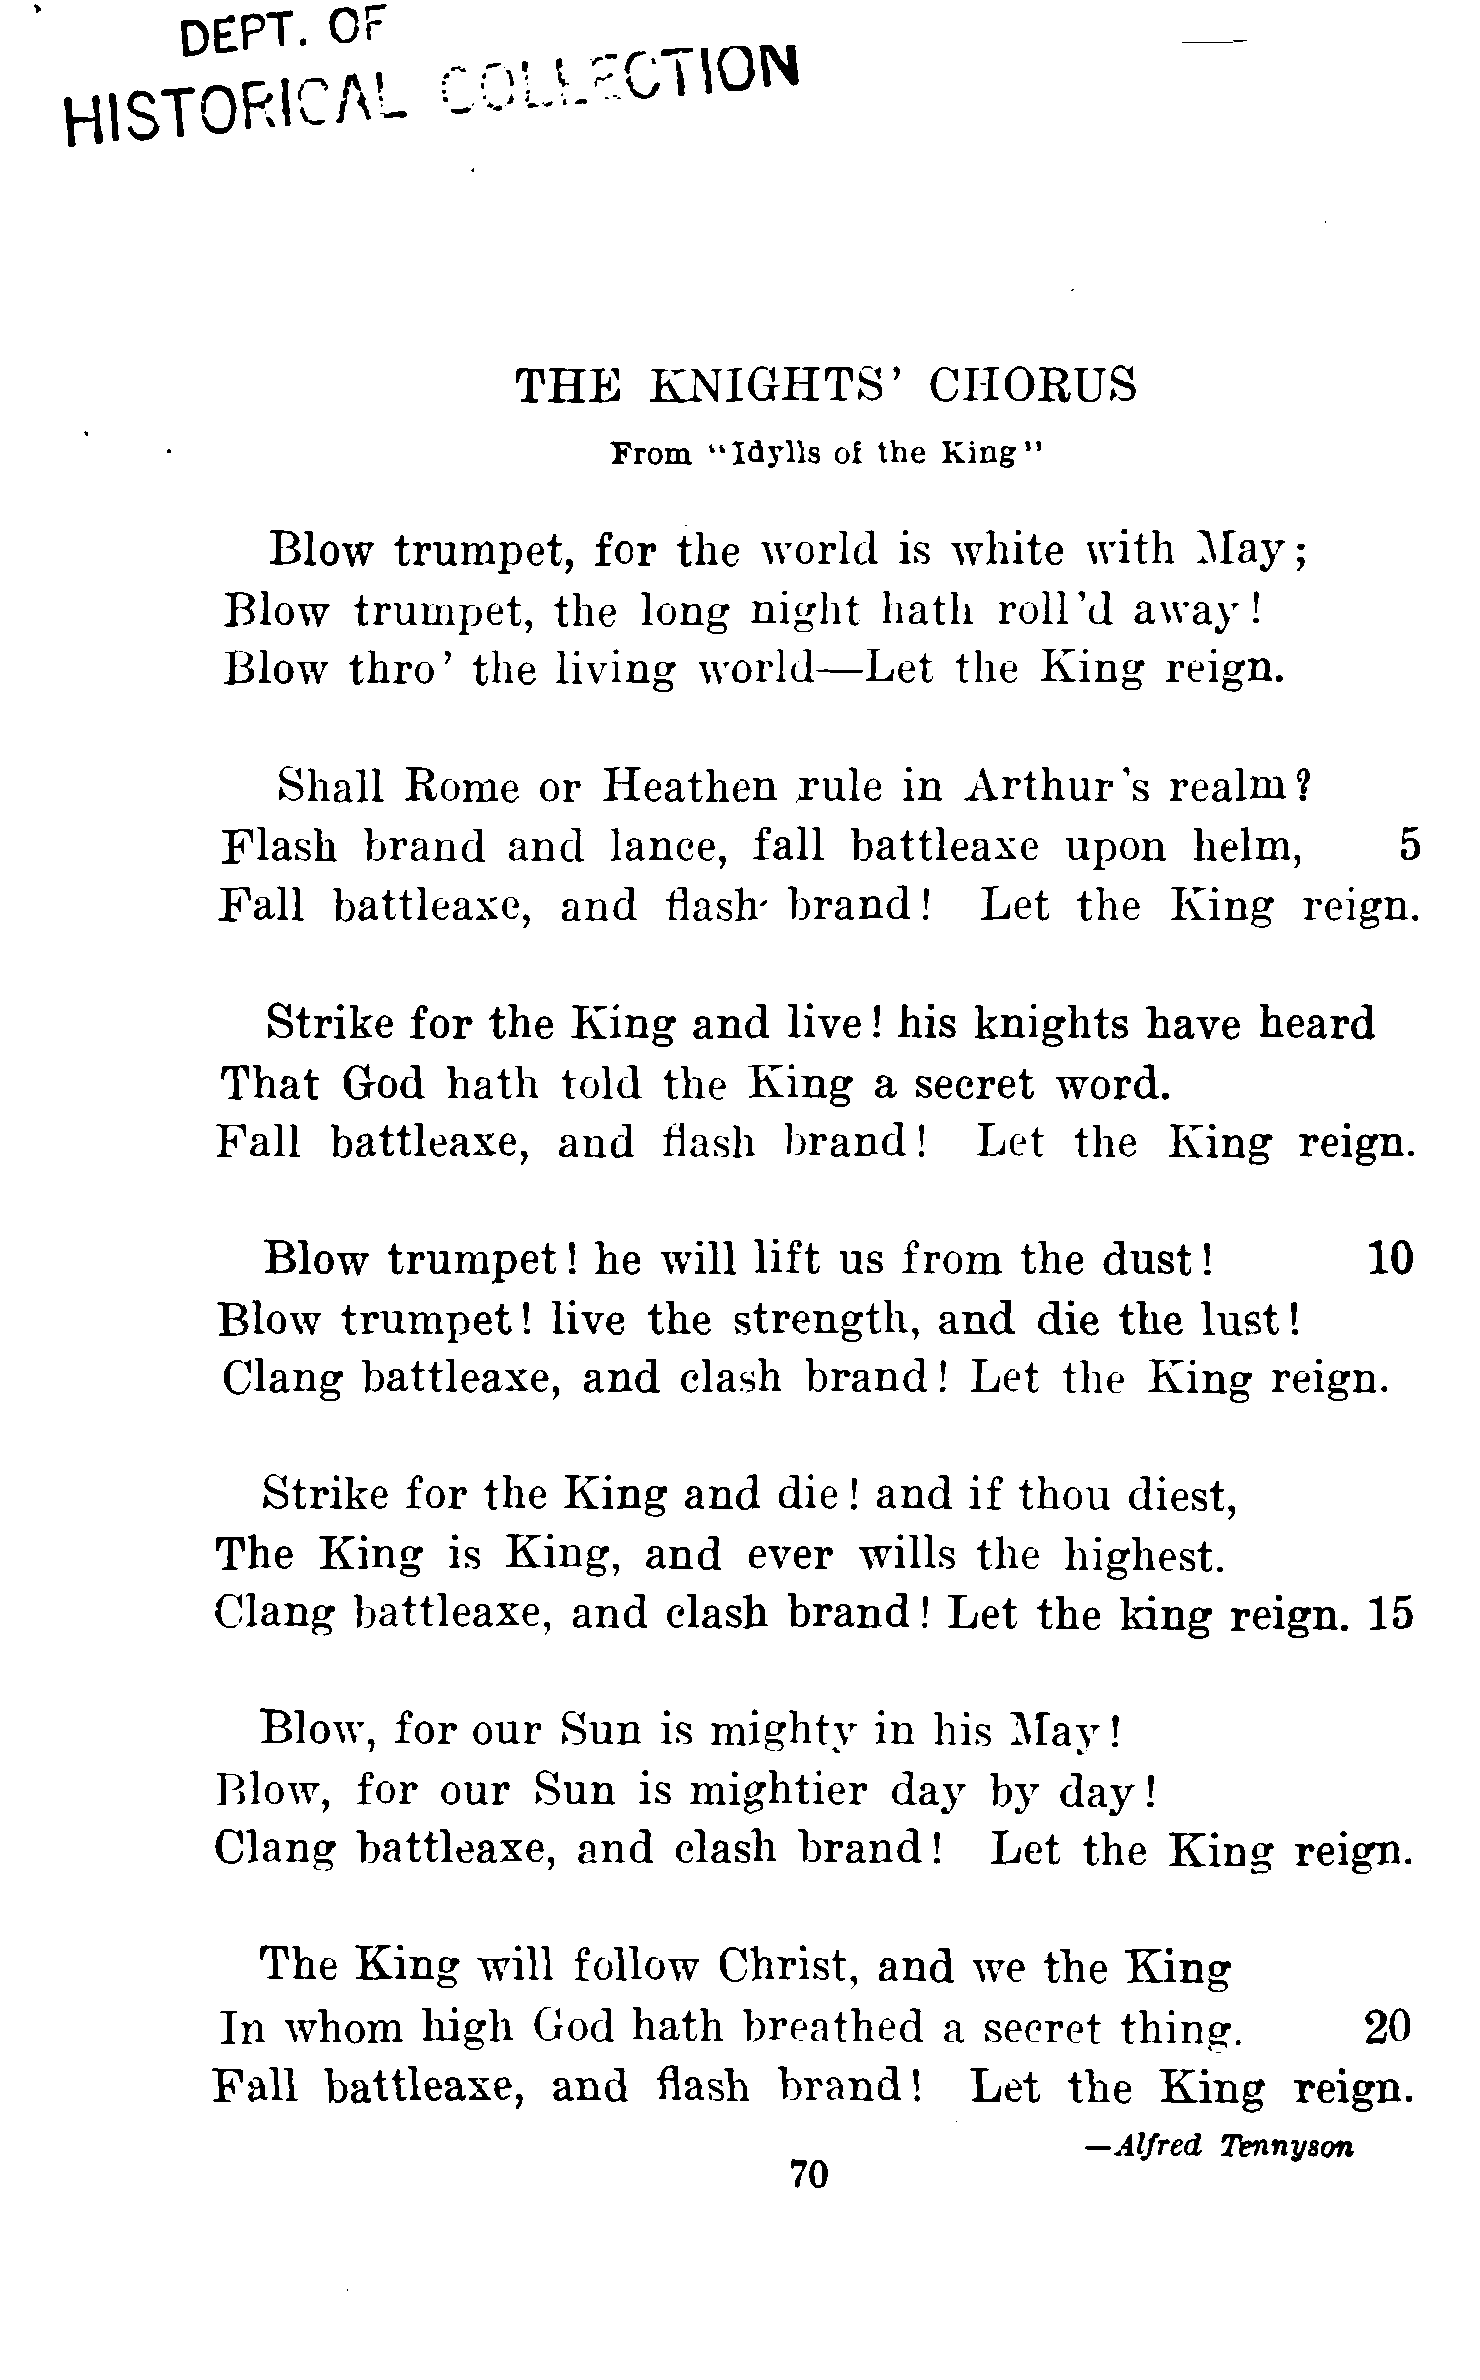 DEPT. OF
HISTORICAL COLLECTION
THE KNIGHTS' CHORUS
From "Idylls of the King"
Blow trumpet, for the world is white with May;
Blow trumpet, the long night hath roll'd away!
Blow thro' the living world—Let the King reign.
Shall Rome or Heathen rule in Arthur's realm?
Flash brand and lance, fall battleaxe upon helm, 5
Fall battleaxe, and flash brand! Let the King reign.
Strike for the King and live! his knights have heard
That God hath told the King a secret word.
Fall battleaxe, and flash brand! Let the King reign.
Blow trumpet! he will lift us from the dust! 10
Blow trumpet! live the strength, and die the lust!
Clang battleaxe, and clash brand! Let the King reign.
Strike for the King and die! and if thou diest,
The King is King, and ever wills the highest.
Clang battleaxe, and clash brand! Let the king reign. 15
Blow, for our Sun is mighty in his May!
Blow, for our Sun is mightier day by day!
Clang battleaxe, and clash brand! Let the King reign.
The King will follow Christ, and we the King
In whom high God hath breathed a secret thing. 20
Fall battleaxe, and flash brand! Let the King reign.
—Alfred Tennyson
70